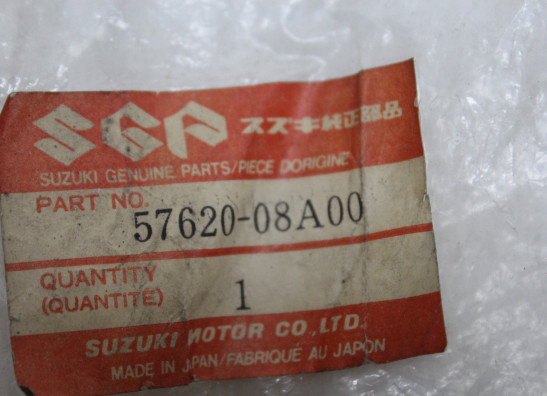 SGP スズキ純正部品
SUZUKI GENUINE PARTS/PIECE DORIGINE
PART NO. 57620-08A00
QUANTITY
(QUANTITÉ) 1
SUZUKI MOTOR CO.,LTD.
MADE IN JAPAN/FABRIQUÉ AU JAPON